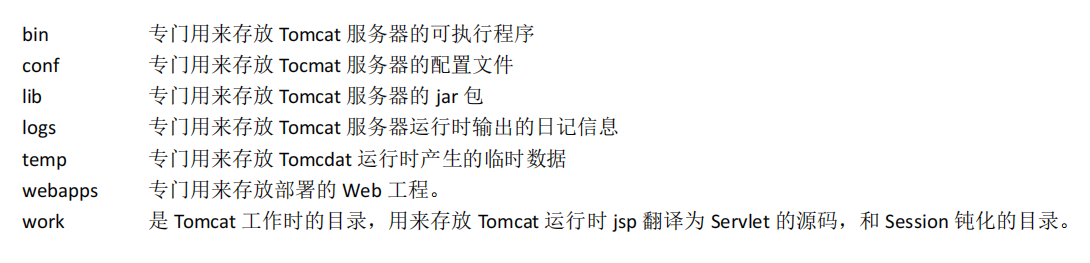 bin 专门用来存放 Tomcat 服务器的可执行程序
conf 专门用来存放 Tocmat 服务器的配置文件
lib 专门用来存放 Tomcat 服务器的 jar 包
logs 专门用来存放 Tomcat 服务器运行时输出的日记信息
temp 专门用来存放 Tomcdat 运行时产生的临时数据
webapps 专门用来存放部署的 Web 工程。
work 是 Tomcat 工作时的目录，用来存放 Tomcat 运行时 jsp 翻译为 Servlet 的源码，和 Session 钝化的目录。